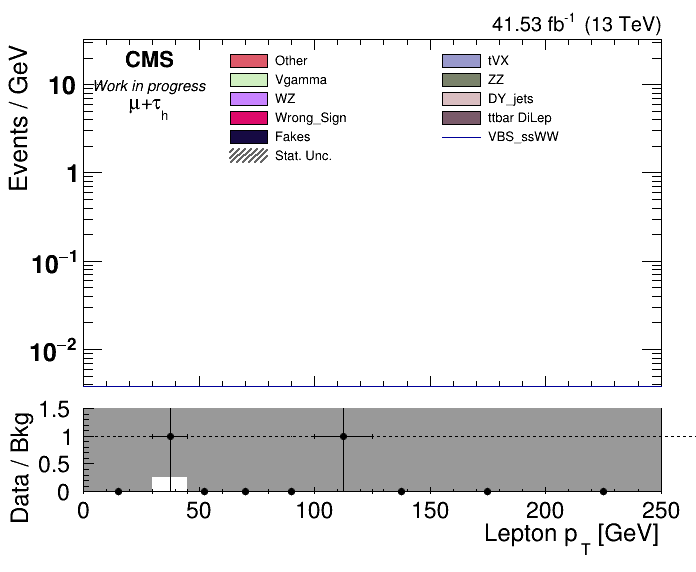 41.53 fb⁻¹ (13 TeV)
Events / GeV
10
1
10⁻¹
10⁻²
CMS
Work in progress
μ+τ_h
Other
Vgamma
WZ
Wrong_Sign
Fakes
Stat. Unc.
tVX
ZZ
DY_jets
ttbar DiLep
VBS_ssWW
Data / Bkg
1.5
1
0.5
0
0 50 100 150 200 250
Lepton p_T [GeV]